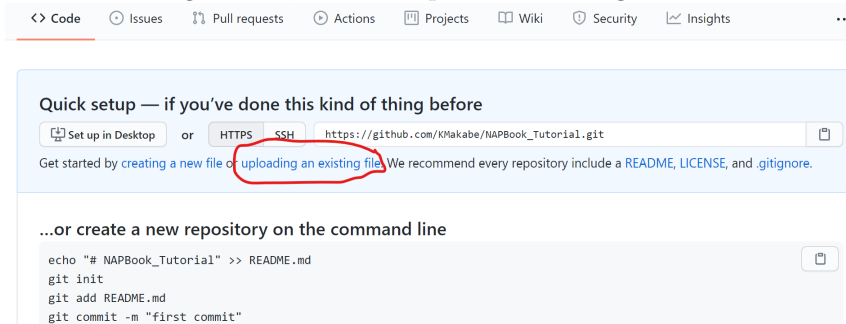 <> Code Issues Pull requests Actions Projects Wiki Security Insights
Quick setup — if you've done this kind of thing before
Set up in Desktop or HTTPS SSH https://github.com/KMakabe/NAPBook_Tutorial.git
Get started by creating a new file or uploading an existing file. We recommend every repository include a README, LICENSE, and .gitignore.
…or create a new repository on the command line
echo "# NAPBook_Tutorial" >> README.md
git init
git add README.md
git commit -m "first commit"